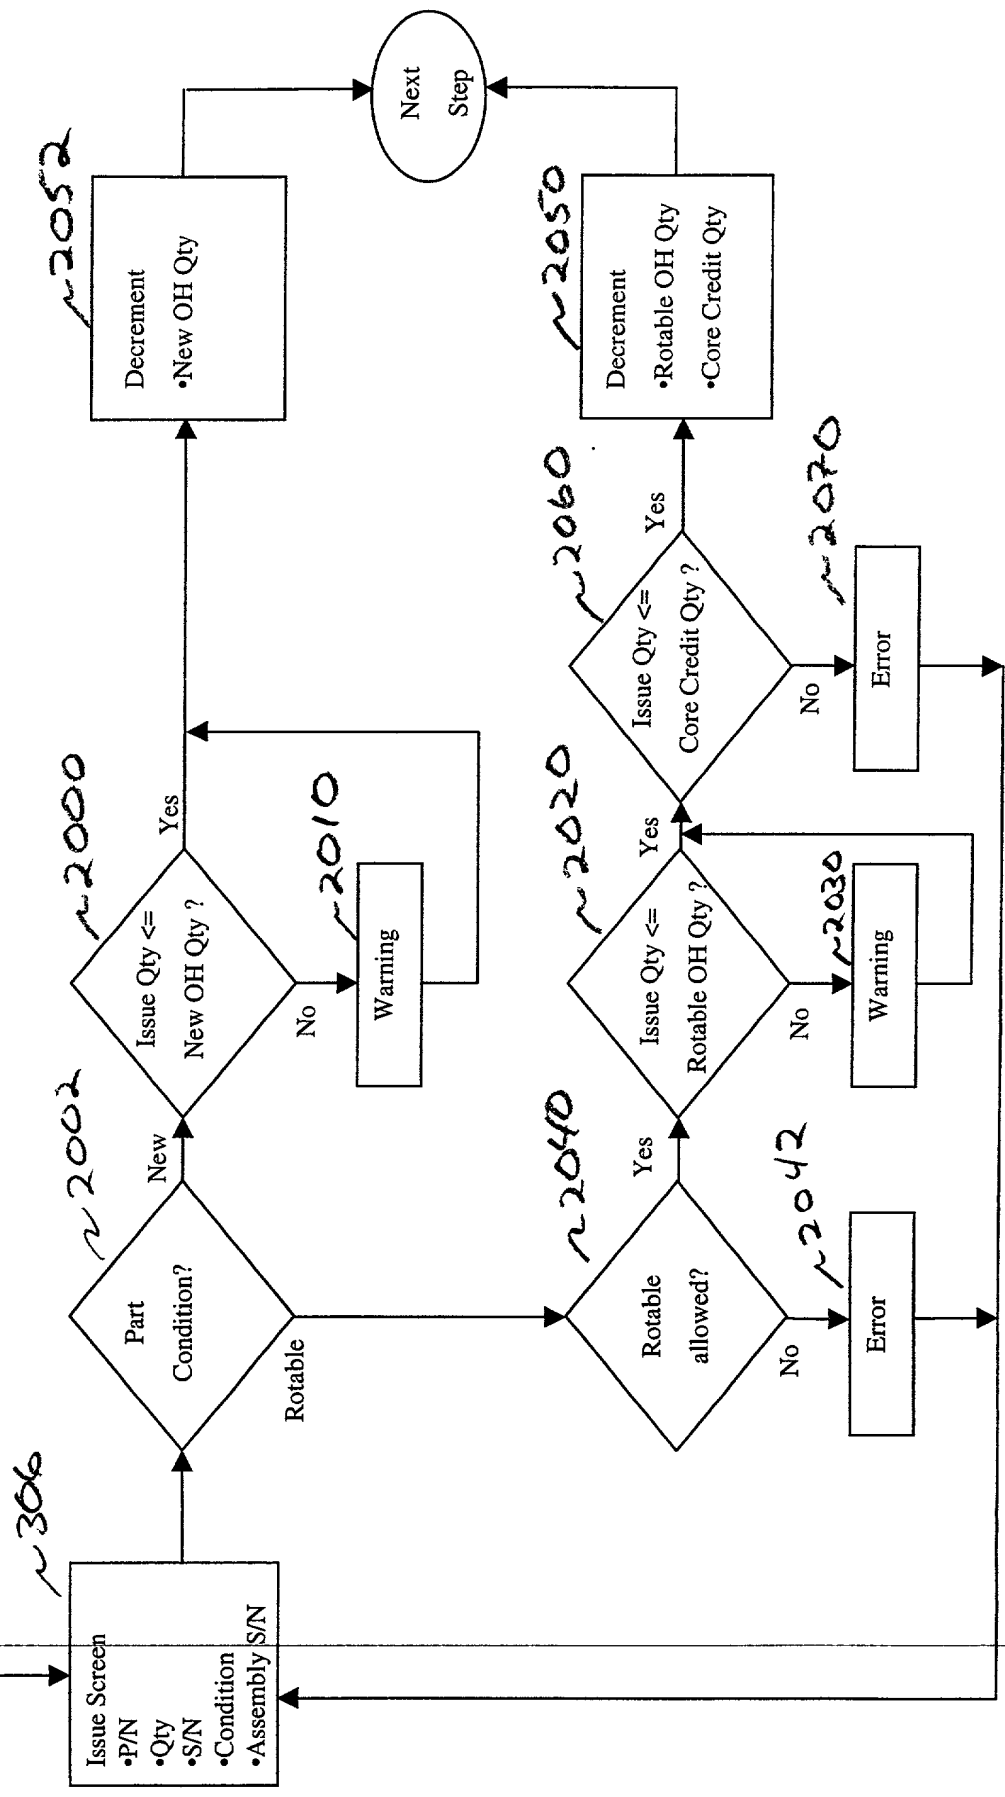 ~306
Issue Screen
•P/N
•Qty
•S/N
•Condition
•Assembly S/N
~2002
Part
Condition?
New
Rotable
~2000
Issue Qty <=
New OH Qty ?
Yes
No
~2010
Warning
~2052
Decrement
•New OH Qty
Next
Step
~2040
Rotable
allowed?
Yes
No
~2042
Error
~2020
Issue Qty <=
Rotable OH Qty ?
Yes
No
~2030
Warning
~2060
Issue Qty <=
Core Credit Qty ?
Yes
No
~2070
Error
~2050
Decrement
•Rotable OH Qty
•Core Credit Qty